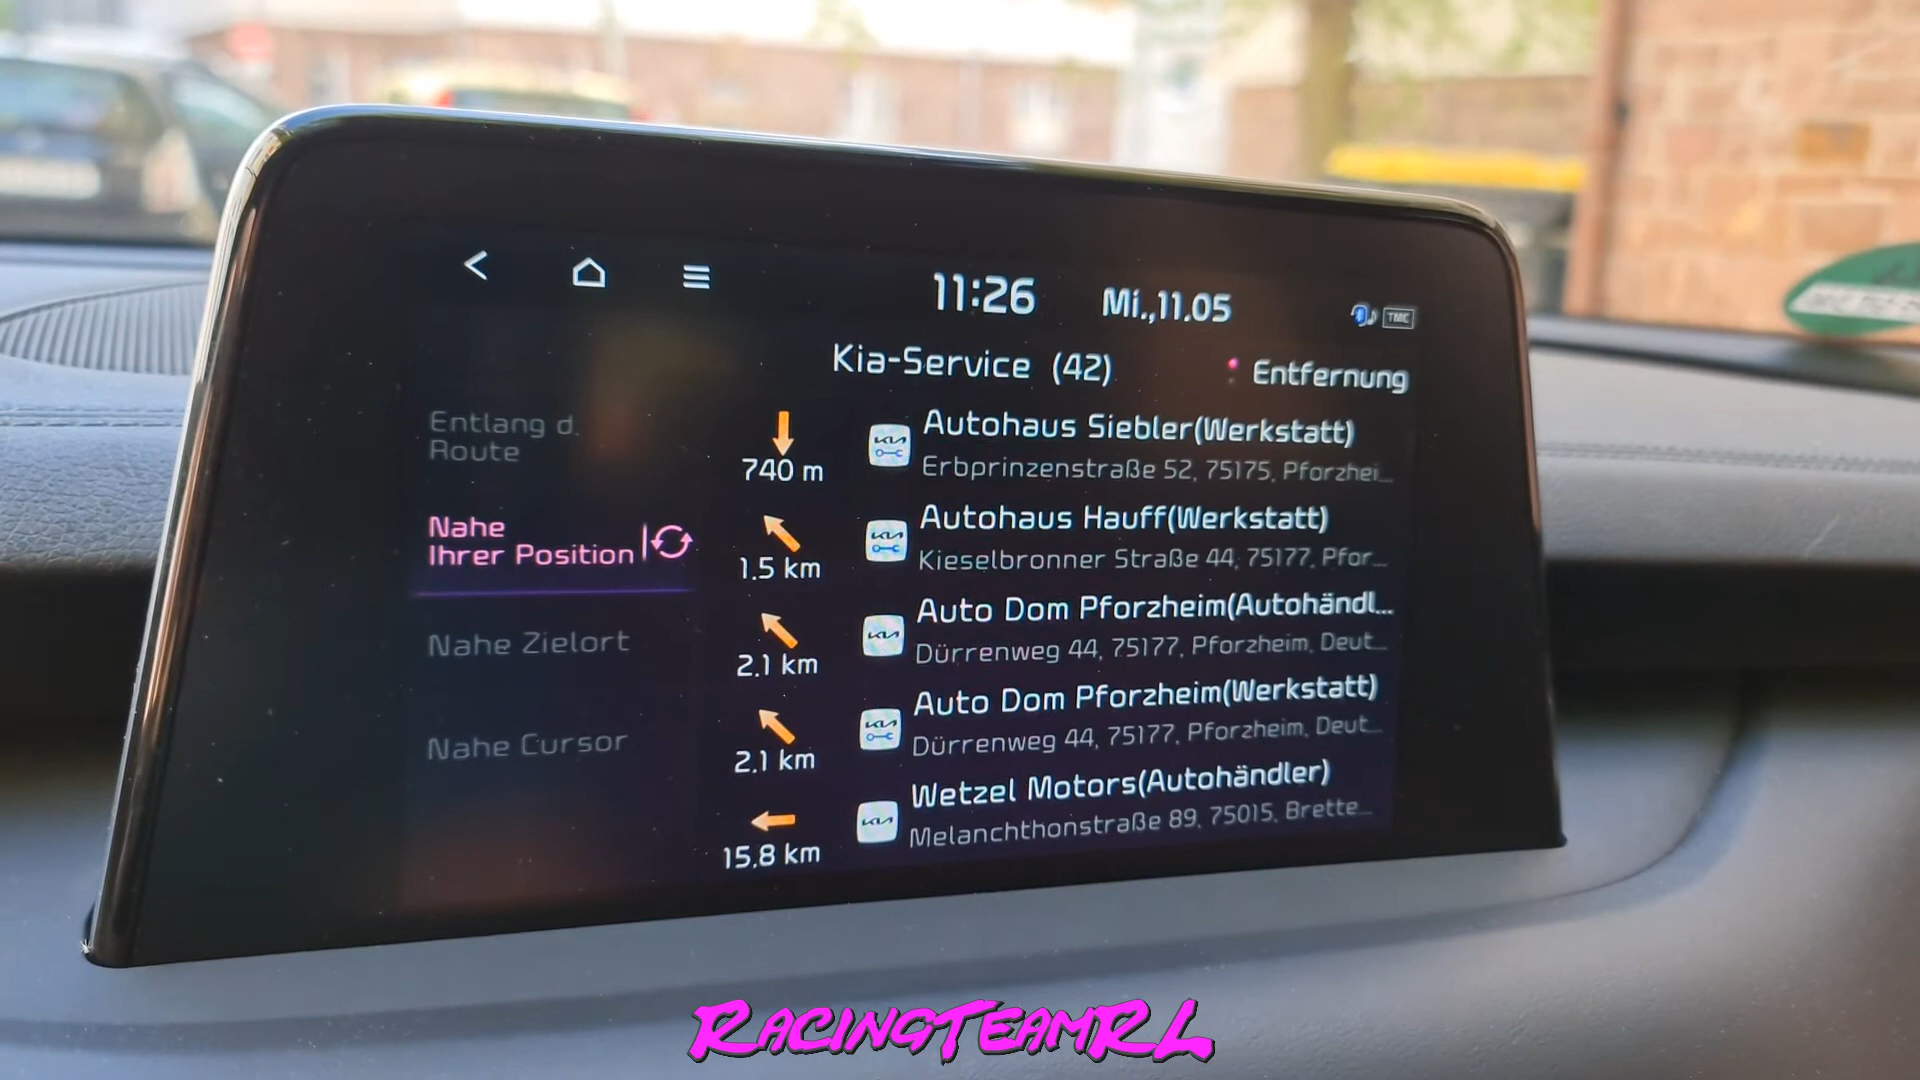 11:26
Mi.,11.05
TMC
Kia-Service (42)
Entfernung
Entlang d.
Route
Nahe
Ihrer Position
Nahe Zielort
Nahe Cursor
740 m
Autohaus Siebler(Werkstatt)
Erbprinzenstraße 52, 75175, Pforzhei...
1.5 km
Autohaus Hauff(Werkstatt)
Kieselbronner Straße 44, 75177, Pfor...
2.1 km
Auto Dom Pforzheim(Autohändl...
Dürrenweg 44, 75177, Pforzheim, Deut...
2.1 km
Auto Dom Pforzheim(Werkstatt)
Dürrenweg 44, 75177, Pforzheim, Deut...
15,8 km
Wetzel Motors(Autohändler)
Melanchthonstraße 89, 75015, Brette...
RacingTeamRL